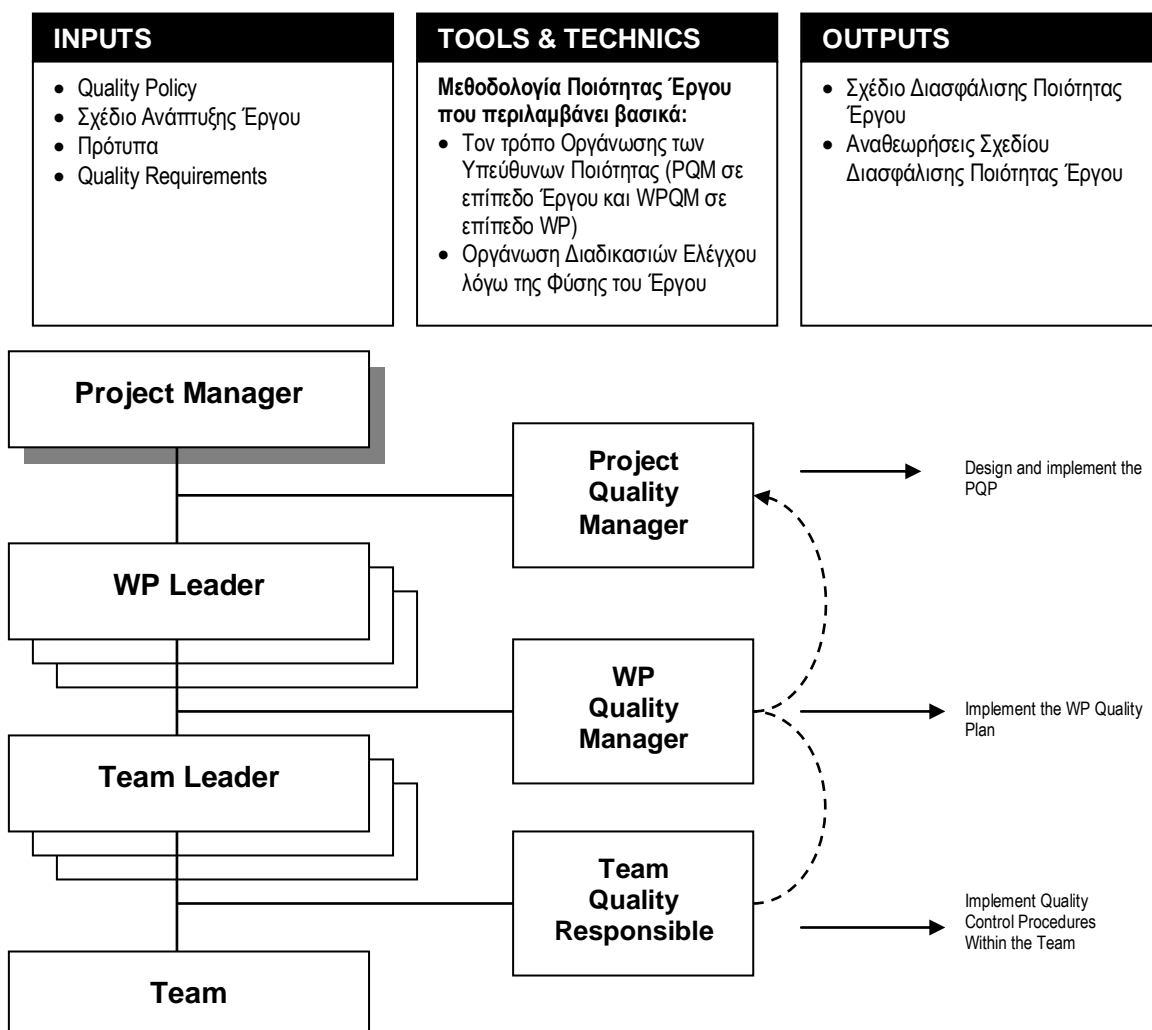 INPUTS
• Quality Policy
• Σχέδιο Ανάπτυξης Έργου
• Πρότυπα
• Quality Requirements
TOOLS & TECHNICS
Μεθοδολογία Ποιότητας Έργου
που περιλαμβάνει βασικά:
• Τον τρόπο Οργάνωσης των
Υπεύθυνων Ποιότητας (PQM σε
επίπεδο Έργου και WPQM σε
επίπεδο WP)
• Οργάνωση Διαδικασιών Ελέγχου
λόγω της Φύσης του Έργου
OUTPUTS
• Σχέδιο Διασφάλισης Ποιότητας
Έργου
• Αναθεωρήσεις Σχεδίου
Διασφάλισης Ποιότητας Έργου
Project Manager
Project
Quality
Manager
Design and implement the
PQP
WP Leader
WP
Quality
Manager
Implement the WP Quality
Plan
Team Leader
Team
Quality
Responsible
Implement Quality
Control Procedures
Within the Team
Team